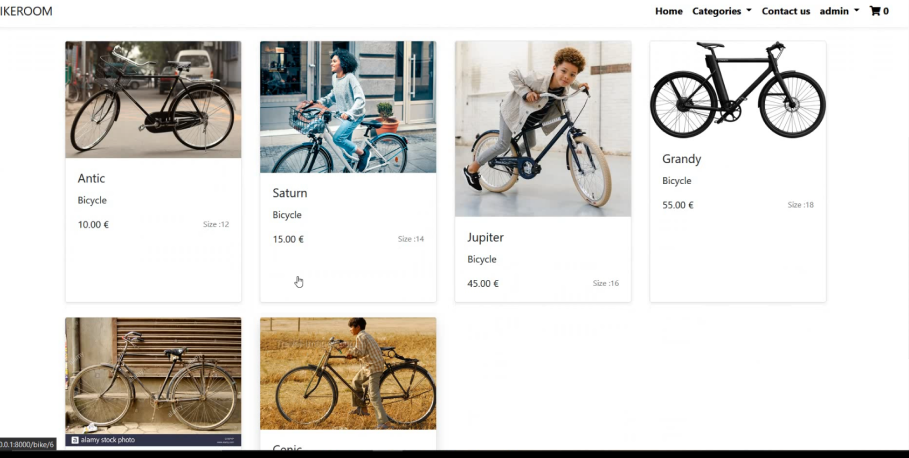 IKEROOM
Home Categories Contact us admin 0
Antic
Bicycle
10.00 € Size :12
Saturn
Bicycle
15.00 € Size :14
Jupiter
Bicycle
45.00 € Size :16
Grandy
Bicycle
55.00 € Size :18
a alamy stock photo
0.0.1:8000/bike/6